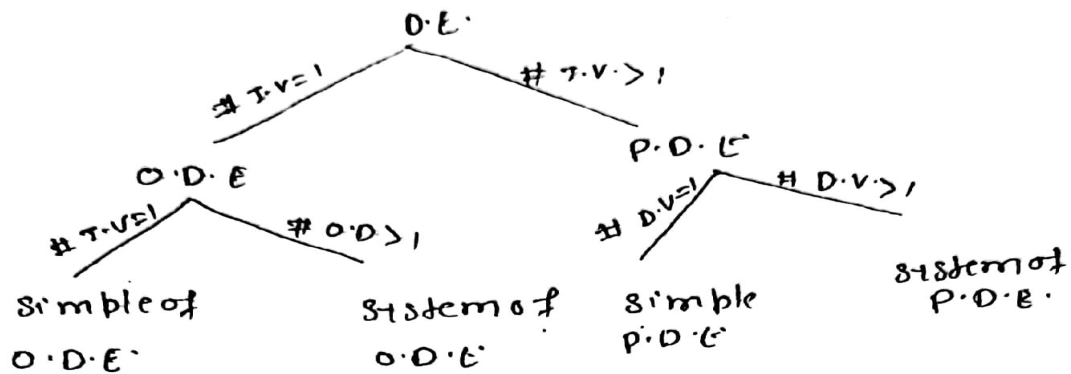 D.E.
# I.V=1
# I.V.>1
O.D.E
P.D.E
# I.V=1
# O.D>1
# D.V=1
# D.V.>1
simple of
O.D.E.
system of
O.D.E
simple
P.D.E
system of
P.D.E.